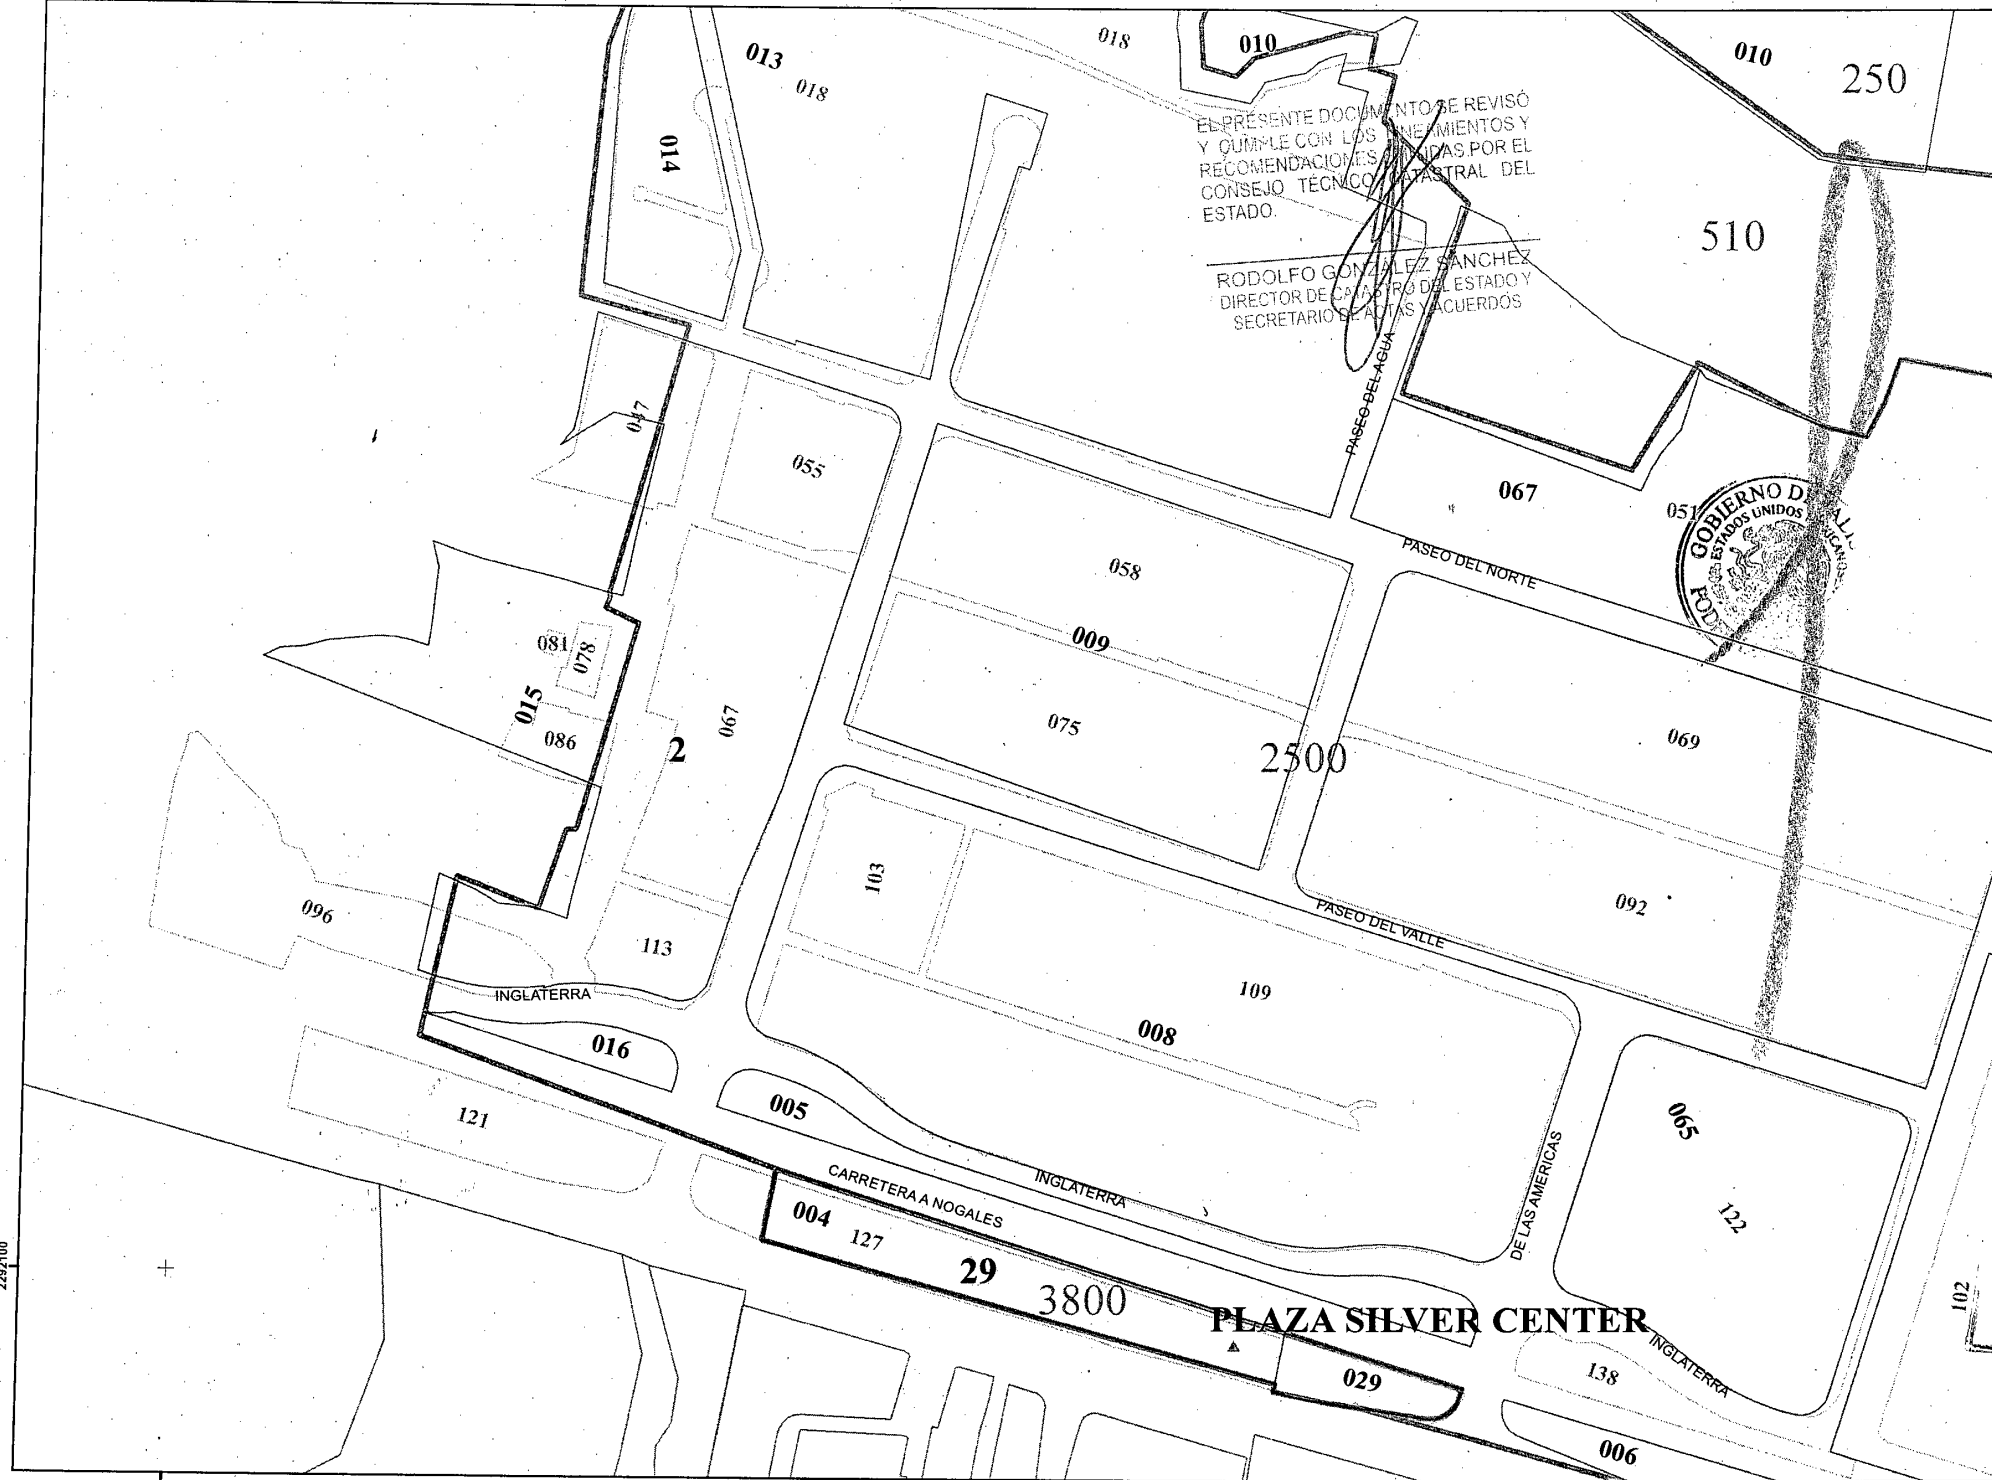 013
018
018
010
010
250
014
EL PRESENTE DOCUMENTO SE REVISÓ
Y CUMPLE CON LOS LINEAMIENTOS Y
RECOMENDACIONES POR EL
CONSEJO TÉCNICO CATASTRAL DEL
ESTADO.
510
RODOLFO GONZÁLEZ SÁNCHEZ
DIRECTOR DE CATASTRO DEL ESTADO Y
SECRETARIO DE ACTAS Y ACUERDOS
PASEO DEL AGUA
047
055
067
051
GOBIERNO DE
ESTADOS UNIDOS
058
PASEO DEL NORTE
009
081
078
015
086
2
067
075
2500
069
103
096
113
092
PASEO DEL VALLE
INGLATERRA
109
008
016
121
005
065
CARRETERA A NOGALES
INGLATERRA
DE LAS AMERICAS
004
127
122
29
3800
2292100
102
PLAZA SILVER CENTER
INGLATERRA
029
138
006